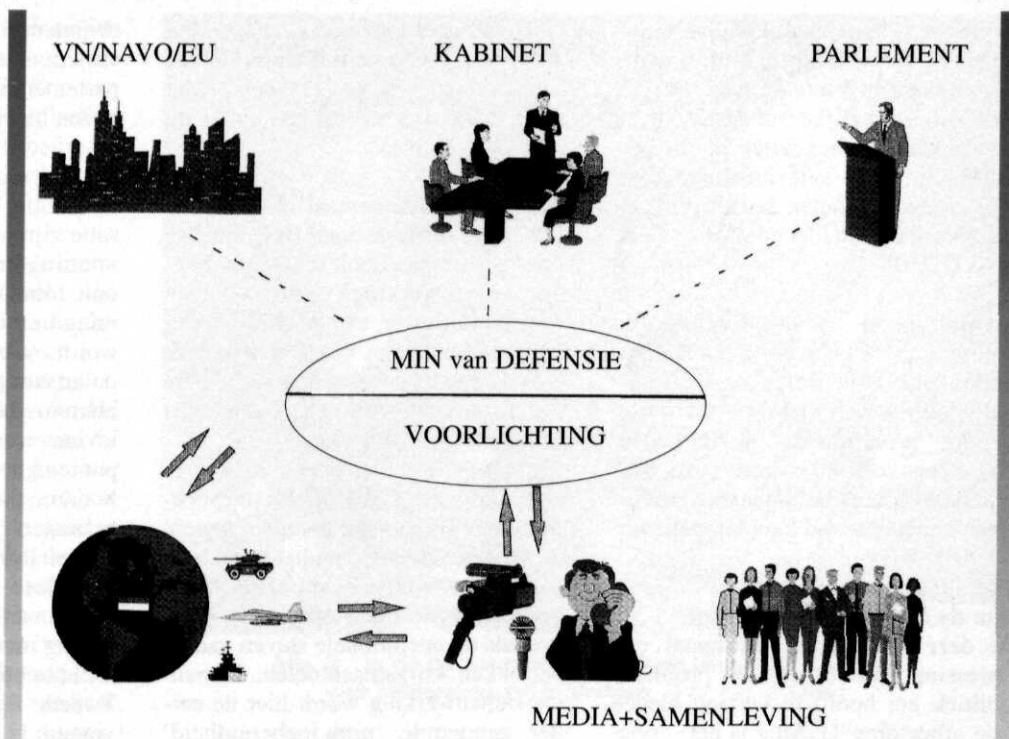 VN/NAVO/EU
KABINET
PARLEMENT
MIN van DEFENSIE
VOORLICHTING
MEDIA+SAMENLEVING